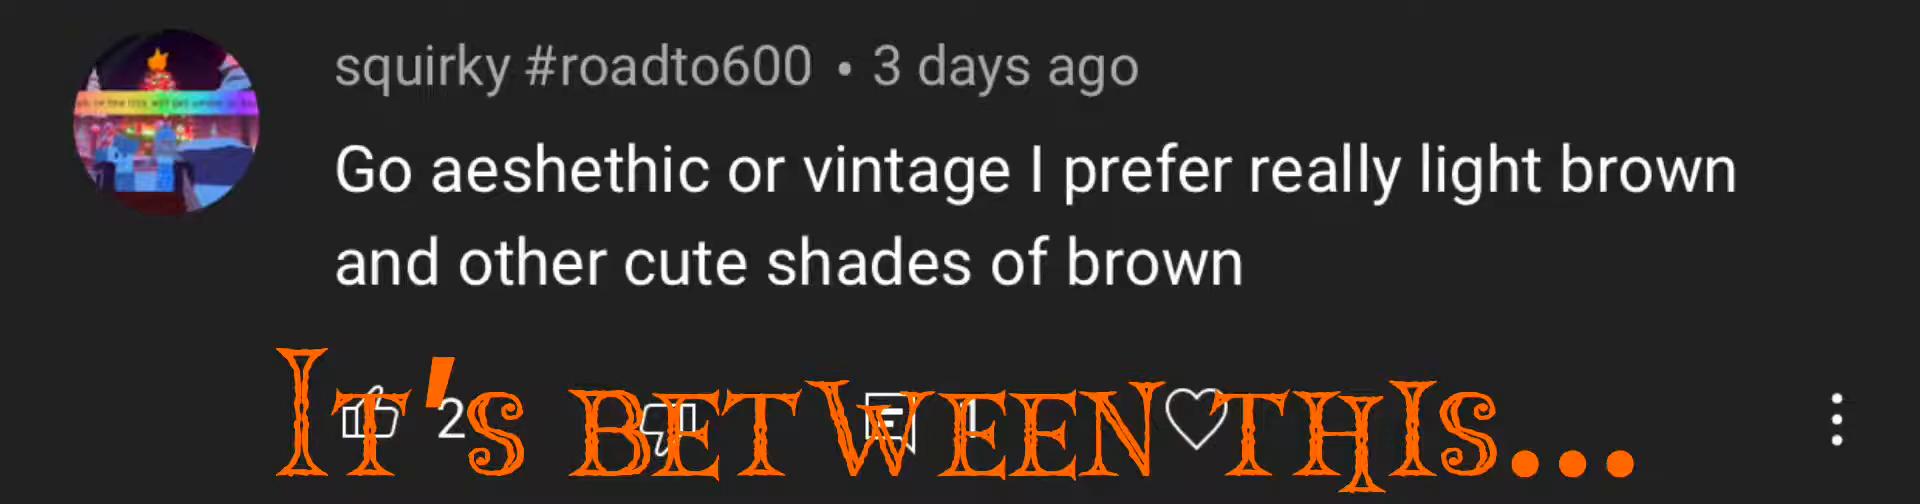 squirky #roadto600 • 3 days ago
Go aeshethic or vintage I prefer really light brown
and other cute shades of brown
2 1
It's between this...